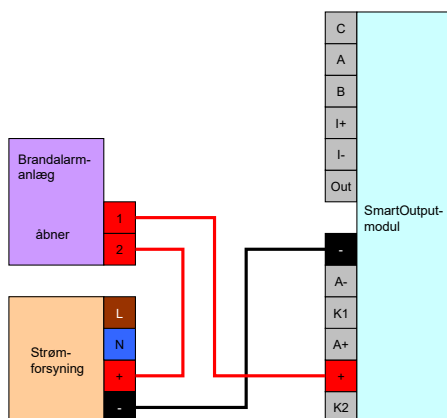 C
A
B
I+
I-
Out
SmartOutput-
modul
-
A-
K1
A+
+
K2
Brandalarm-
anlæg
åbner
1
2
Strøm-
forsyning
L
N
+
-